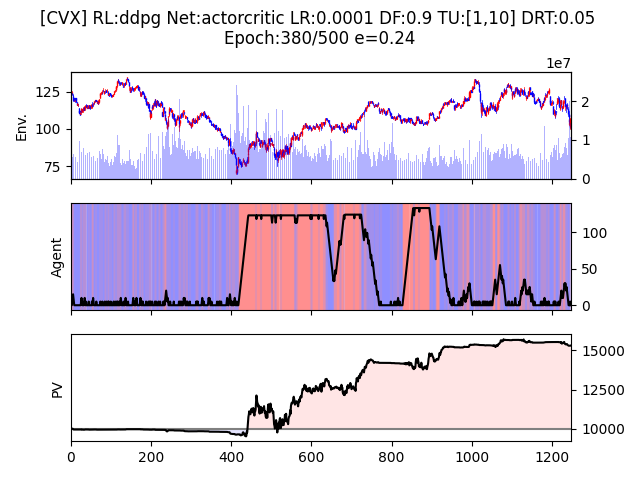 [CVX] RL:ddpg Net:actorcritic LR:0.0001 DF:0.9 TU:[1,10] DRT:0.05
Epoch:380/500 e=0.24
1e7
125
100
75
Env.
2
1
0
Agent
100
50
0
PV
15000
12500
10000
0 200 400 600 800 1000 1200